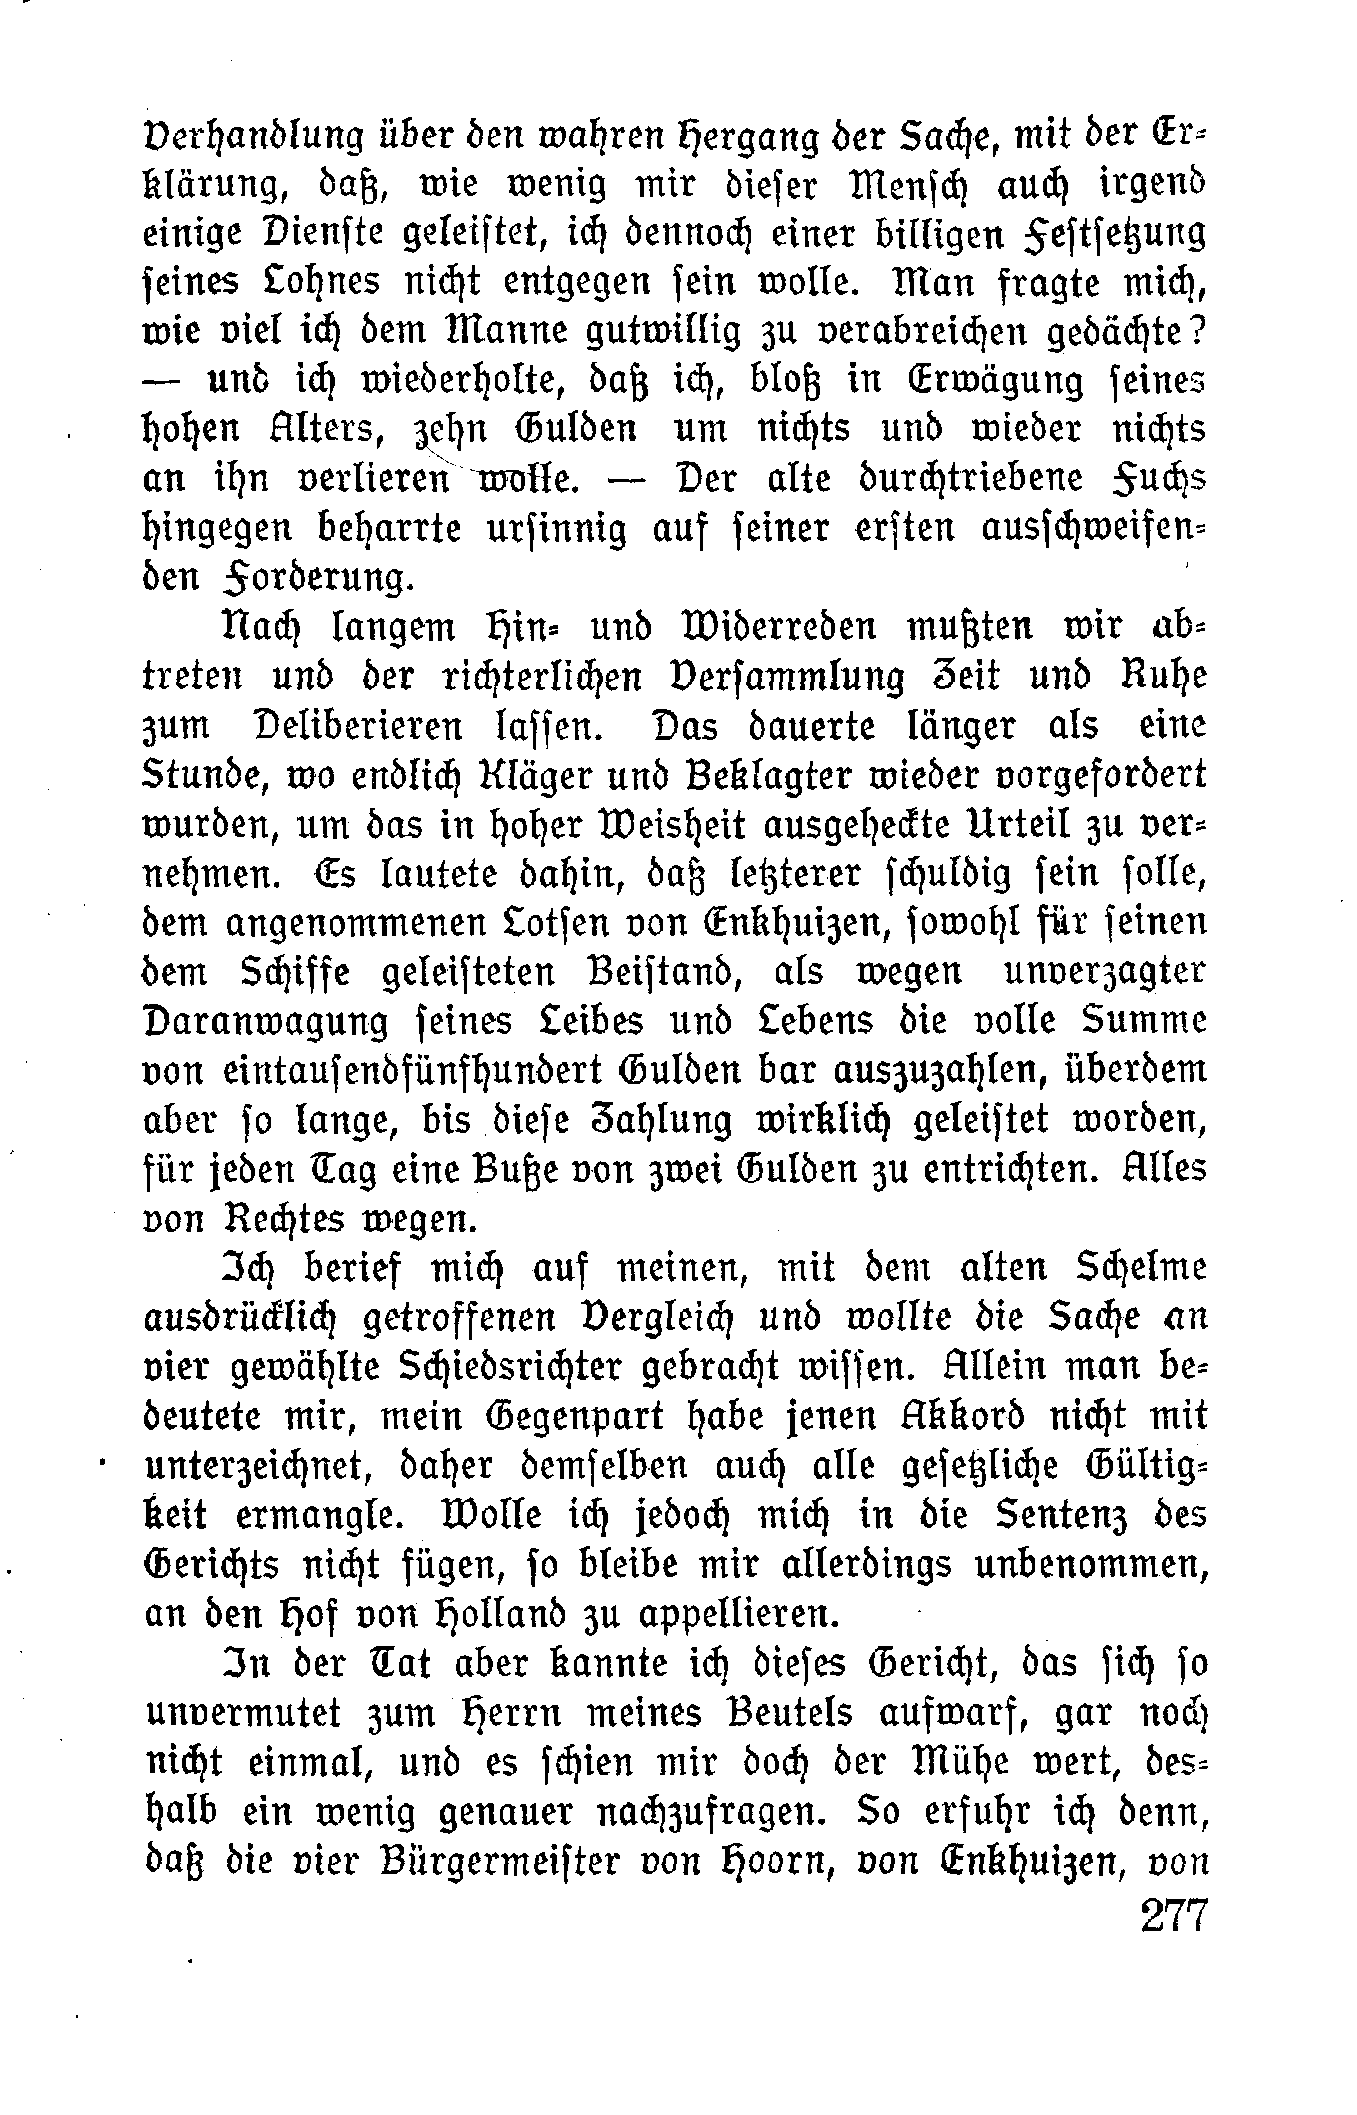 Verhandlung über den wahren Hergang der Sache, mit der Er-
klärung, daß, wie wenig mir dieser Mensch auch irgend
einige Dienste geleistet, ich dennoch einer billigen Festsetzung
seines Lohnes nicht entgegen sein wolle. Man fragte mich,
wie viel ich dem Manne gutwillig zu verabreichen gedächte?
— und ich wiederholte, daß ich, bloß in Erwägung seines
hohen Alters, zehn Gulden um nichts und wieder nichts
an ihn verlieren wolle. — Der alte durchtriebene Fuchs
hingegen beharrte ursinnig auf seiner ersten ausschweifen-
den Forderung.
Nach langem Hin- und Widerreden mußten wir ab-
treten und der richterlichen Versammlung Zeit und Ruhe
zum Deliberieren lassen. Das dauerte länger als eine
Stunde, wo endlich Kläger und Beklagter wieder vorgefordert
wurden, um das in hoher Weisheit ausgeheckte Urteil zu ver-
nehmen. Es lautete dahin, daß letzterer schuldig sein solle,
dem angenommenen Lotsen von Enkhuizen, sowohl für seinen
dem Schiffe geleisteten Beistand, als wegen unverzagter
Daranwagung seines Leibes und Lebens die volle Summe
von eintausendfünfhundert Gulden bar auszuzahlen, überdem
aber so lange, bis diese Zahlung wirklich geleistet worden,
für jeden Tag eine Buße von zwei Gulden zu entrichten. Alles
von Rechtes wegen.
Ich berief mich auf meinen, mit dem alten Schelme
ausdrücklich getroffenen Vergleich und wollte die Sache an
vier gewählte Schiedsrichter gebracht wissen. Allein man be-
deutete mir, mein Gegenpart habe jenen Akkord nicht mit
unterzeichnet, daher demselben auch alle gesetzliche Gültig-
keit ermangle. Wolle ich jedoch mich in die Sentenz des
Gerichts nicht fügen, so bleibe mir allerdings unbenommen,
an den Hof von Holland zu appellieren.
In der Tat aber kannte ich dieses Gericht, das sich so
unvermutet zum Herrn meines Beutels aufwarf, gar noch
nicht einmal, und es schien mir doch der Mühe wert, des-
halb ein wenig genauer nachzufragen. So erfuhr ich denn,
daß die vier Bürgermeister von Hoorn, von Enkhuizen, von
277